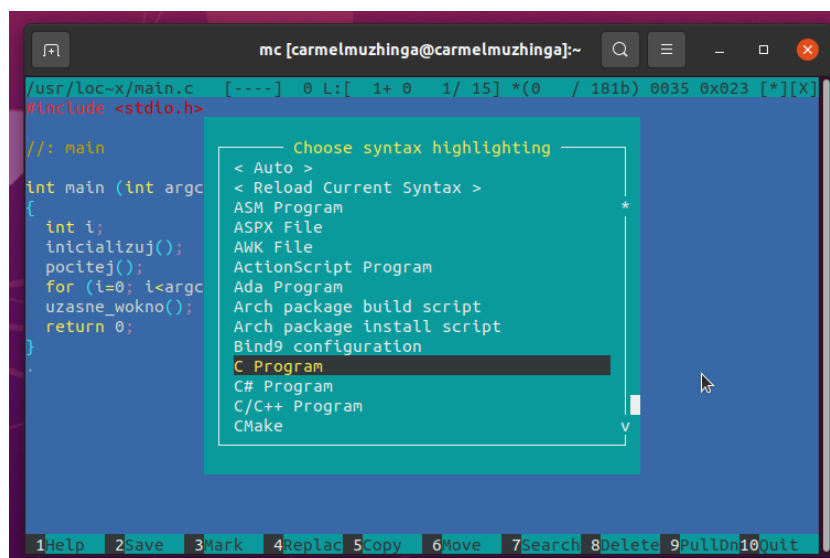 mc [carmelmuzhinga@carmelmuzhinga]:~
/usr/loc~x/main.c [----] 0 L:[ 1+ 0 1/ 15] *(0 / 181b) 0035 0x023 [*][X]
#include <stdio.h>
//: main
int main (int argc
{
int i;
inicializuj();
pocitej();
for (i=0; i<argc
uzasne_wokno();
return 0;
}
.
Choose syntax highlighting
< Auto >
< Reload Current Syntax >
ASM Program *
ASPX File
AWK File
ActionScript Program
Ada Program
Arch package build script
Arch package install script
Bind9 configuration
C Program
C# Program
C/C++ Program
CMake v
1Help 2Save 3Mark 4Replac 5Copy 6Move 7Search 8Delete 9PullDn 10Quit